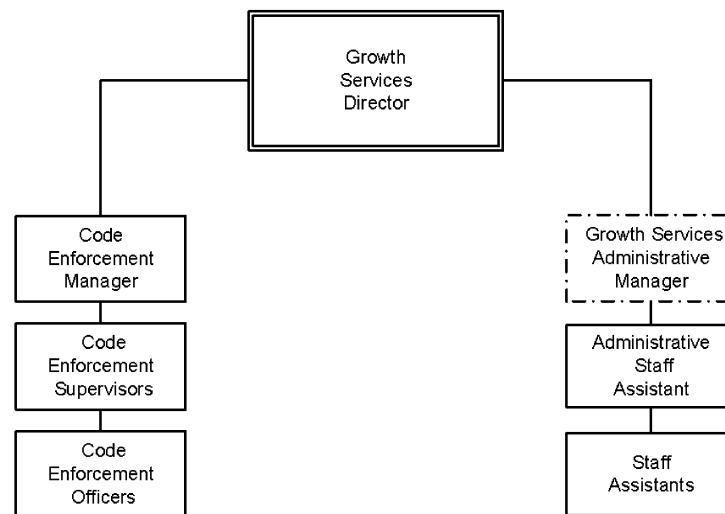 Growth
Services
Director
Code
Enforcement
Manager
Growth Services
Administrative
Manager
Code
Enforcement
Supervisors
Administrative
Staff
Assistant
Code
Enforcement
Officers
Staff
Assistants